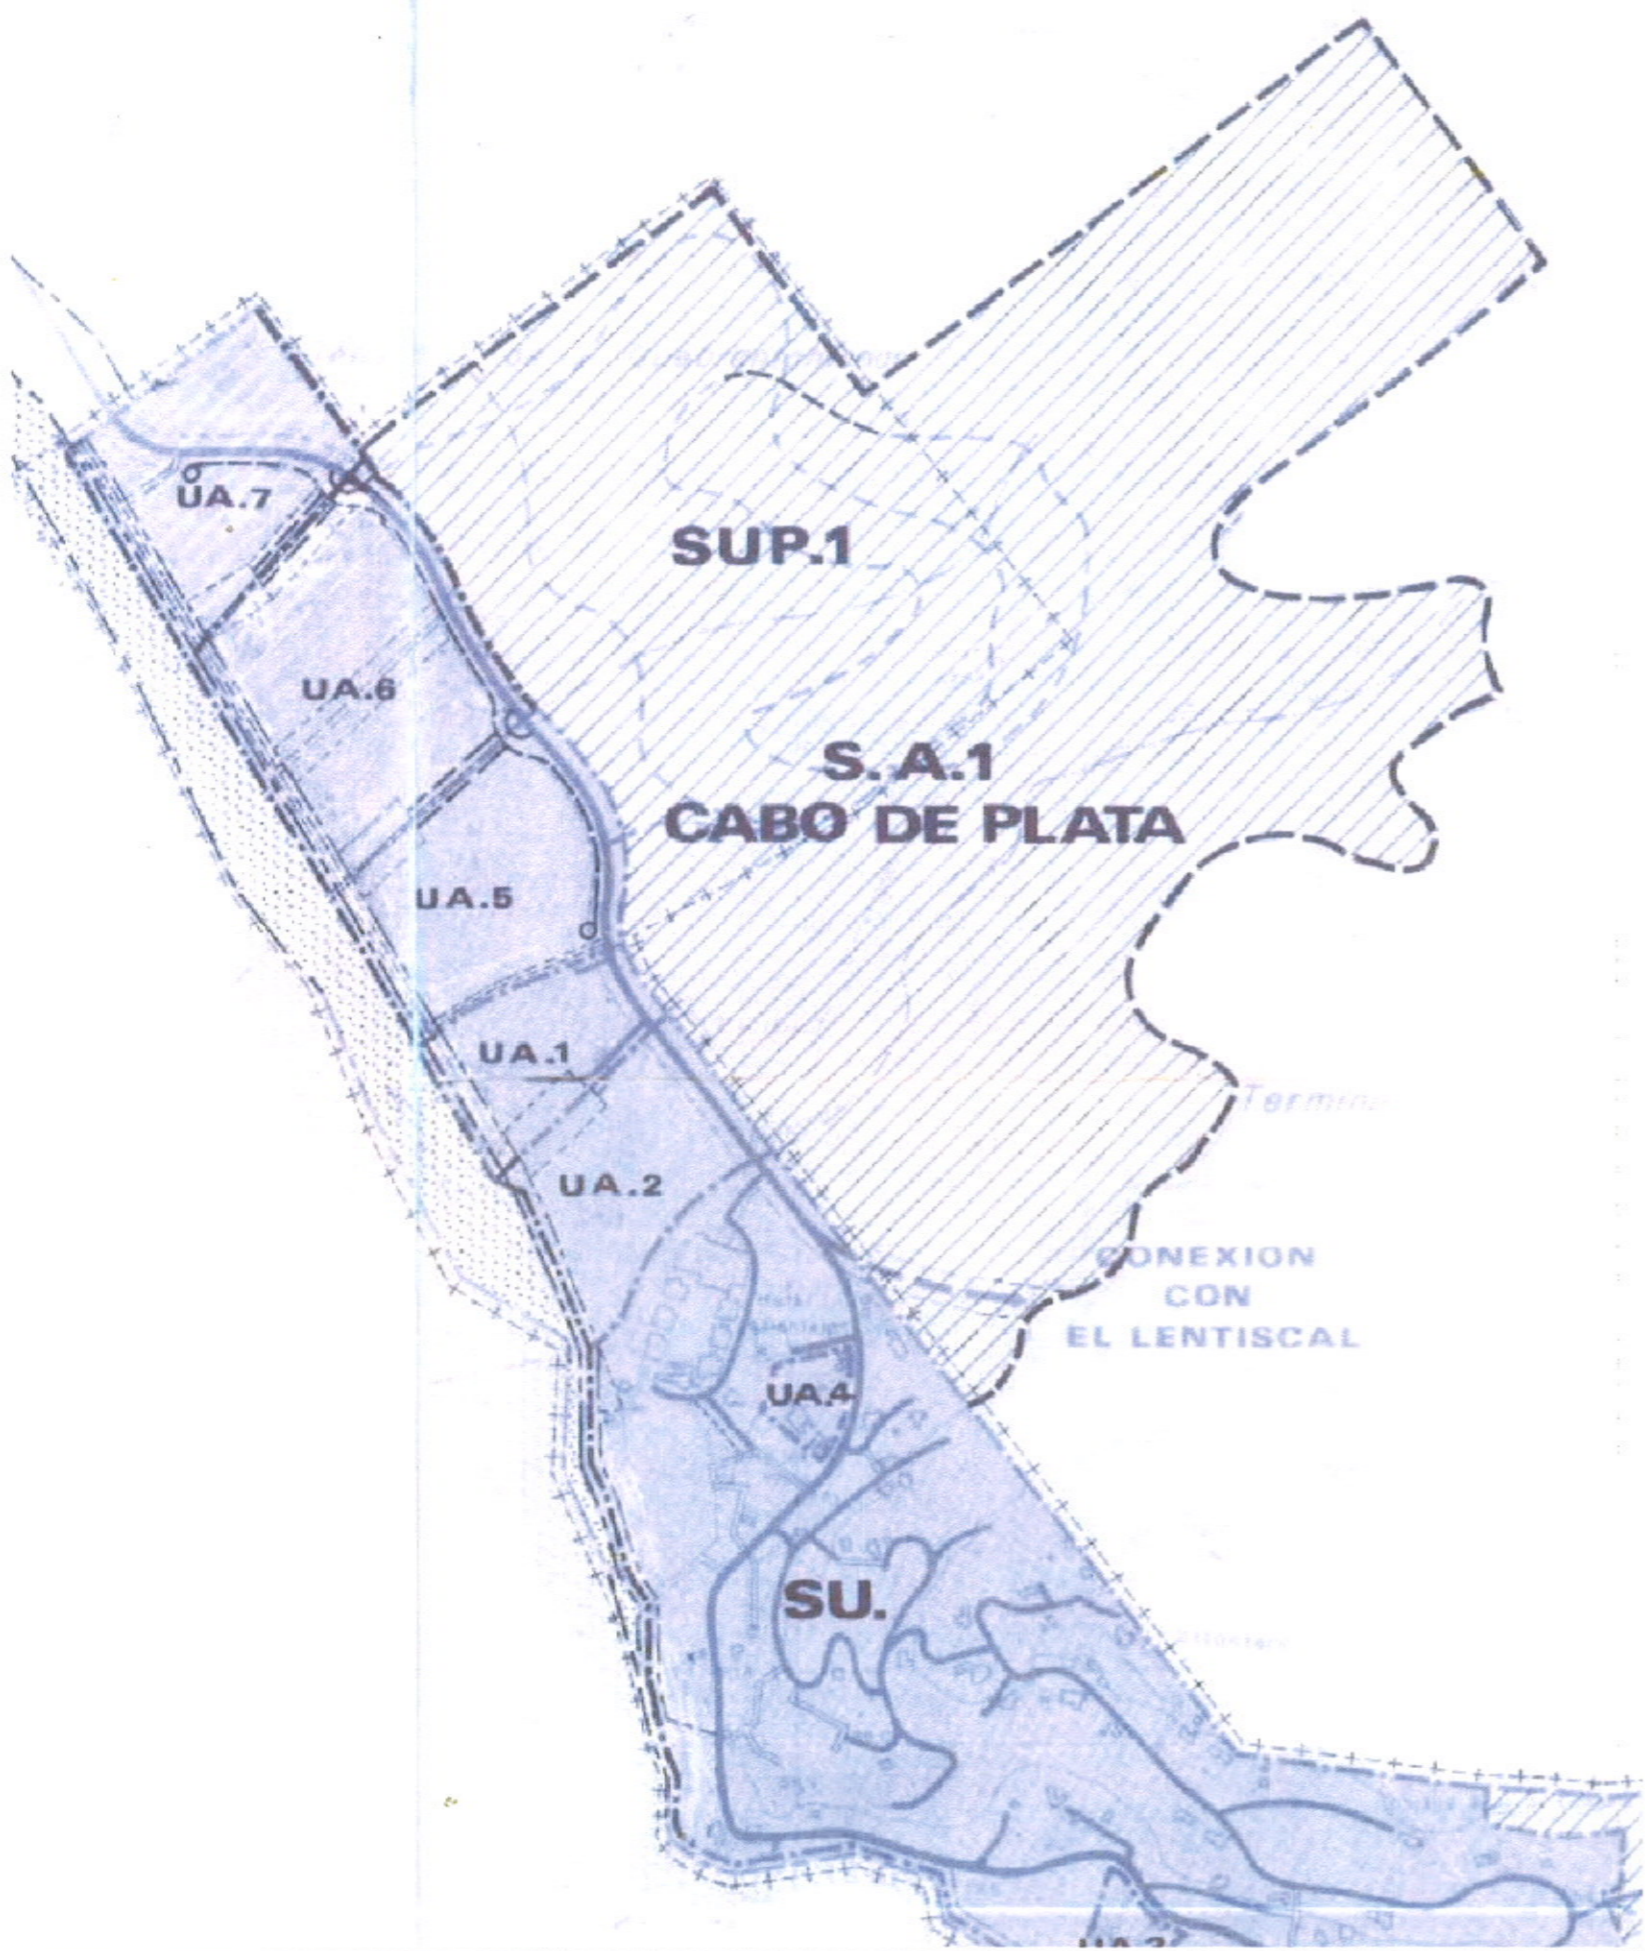 UA.7
SUP.1
UA.6
S.A.1
CABO DE PLATA
UA.5
UA.1
Termin
UA.2
CONEXION
CON
EL LENTISCAL
UA.4
SU.